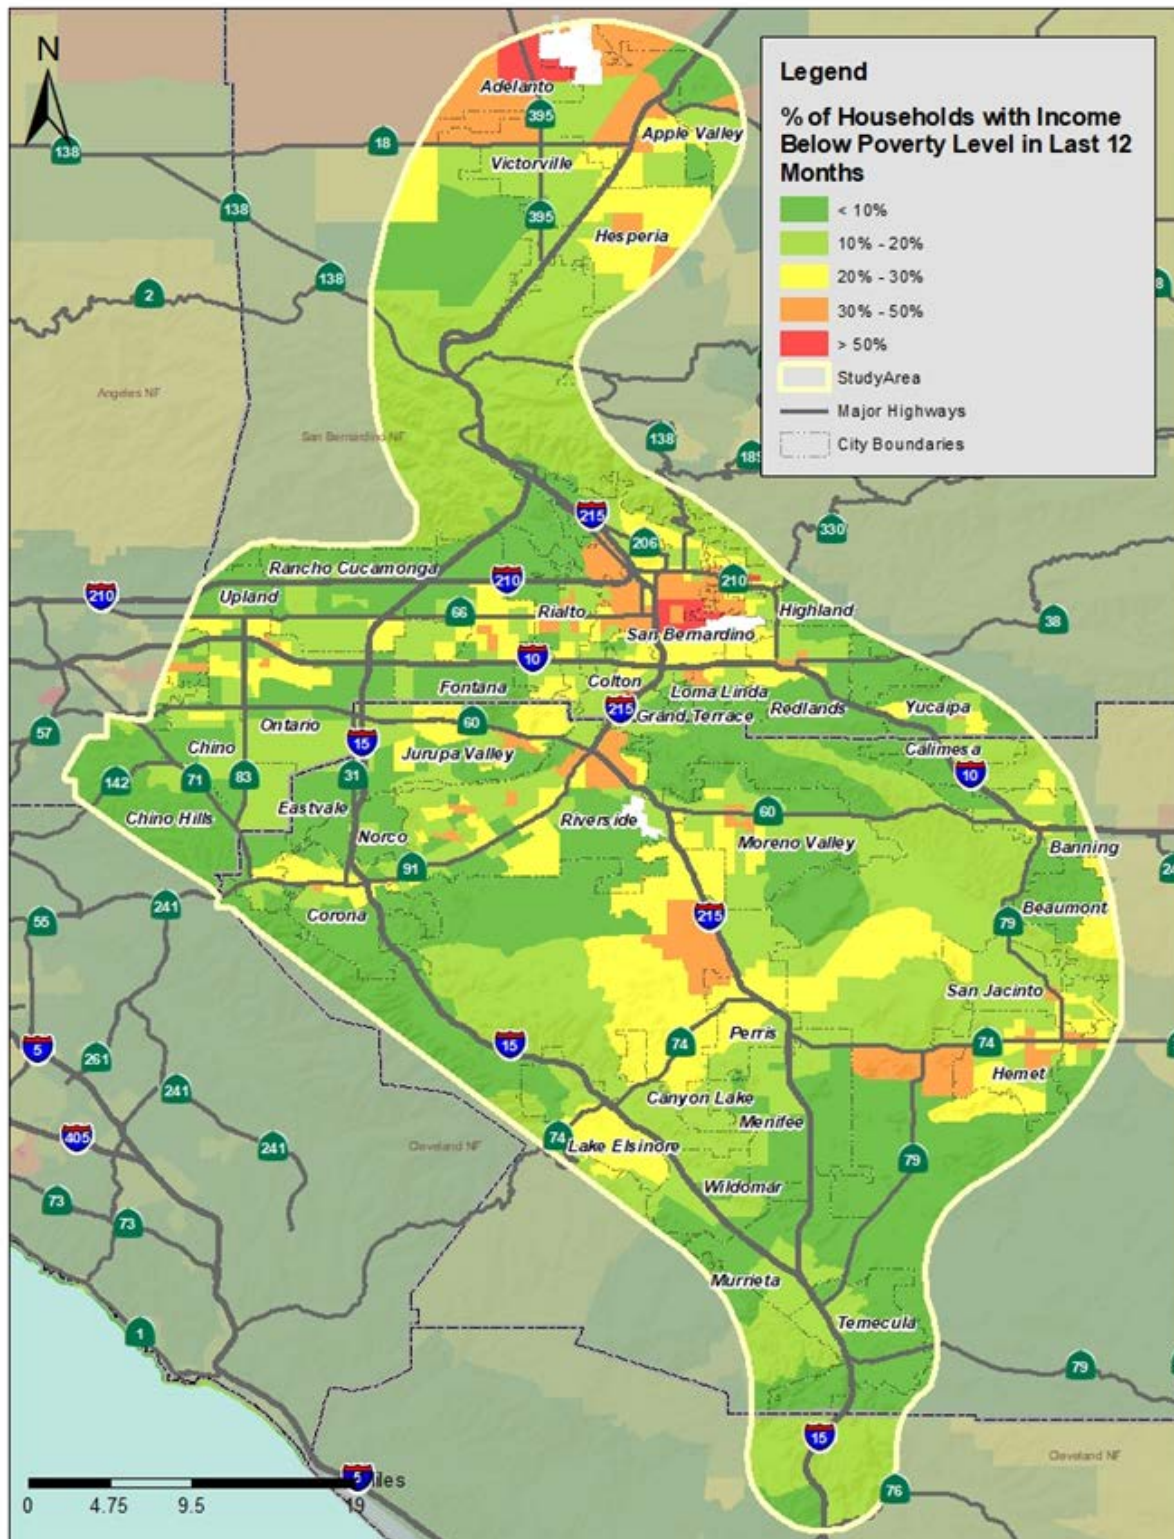 N
Legend
% of Households with Income
Below Poverty Level in Last 12
Months
< 10%
10% - 20%
20% - 30%
30% - 50%
> 50%
StudyArea
Major Highways
City Boundaries
Adelanto
395
Apple Valley
138
18
Victorville
138
395
Hesperia
2
138
8
Angeles NF
San Bernardino NF
138
330
215
206
Rancho Cucamonga
210
210
210
Upland
66
Rialto
Highland
38
San Bernardino
10
Colton
Fontana
Loma Linda
215
Grand Terrace
Redlands
Yucaipa
57
Ontario
60
Chino
15
Jurupa Valley
Calimesa
142
71
83
31
10
Chino Hills
Eastvale
Riverside
60
Norco
Moreno Valley
Banning
91
241
Corona
215
55
79
Beaumont
San Jacinto
5
15
Perris
74
74
261
Hemet
241
Canyon Lake
405
Menifee
241
Cleveland NF
74
Lake Elsinore
79
73
Wildomar
73
Murrieta
1
Temecula
79
15
Cleveland NF
5
76
0
4.75
9.5
19